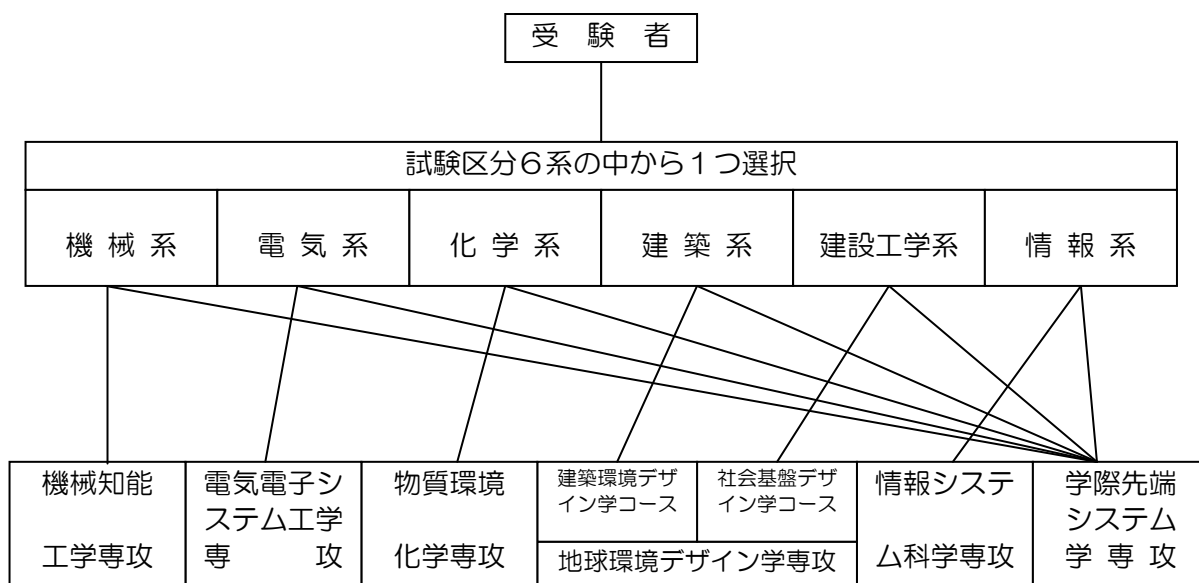 受 験 者
試験区分6系の中から1つ選択
機 械 系
電 気 系
化 学 系
建 築 系
建設工学系
情 報 系
機械知能
工学専攻
電気電子シ
ステム工学
専 攻
物質環境
化学専攻
建築環境デザ
イン学コース
社会基盤デザ
イン学コース
地球環境デザイン学専攻
情報システ
ム科学専攻
学際先端
システム
学 専 攻